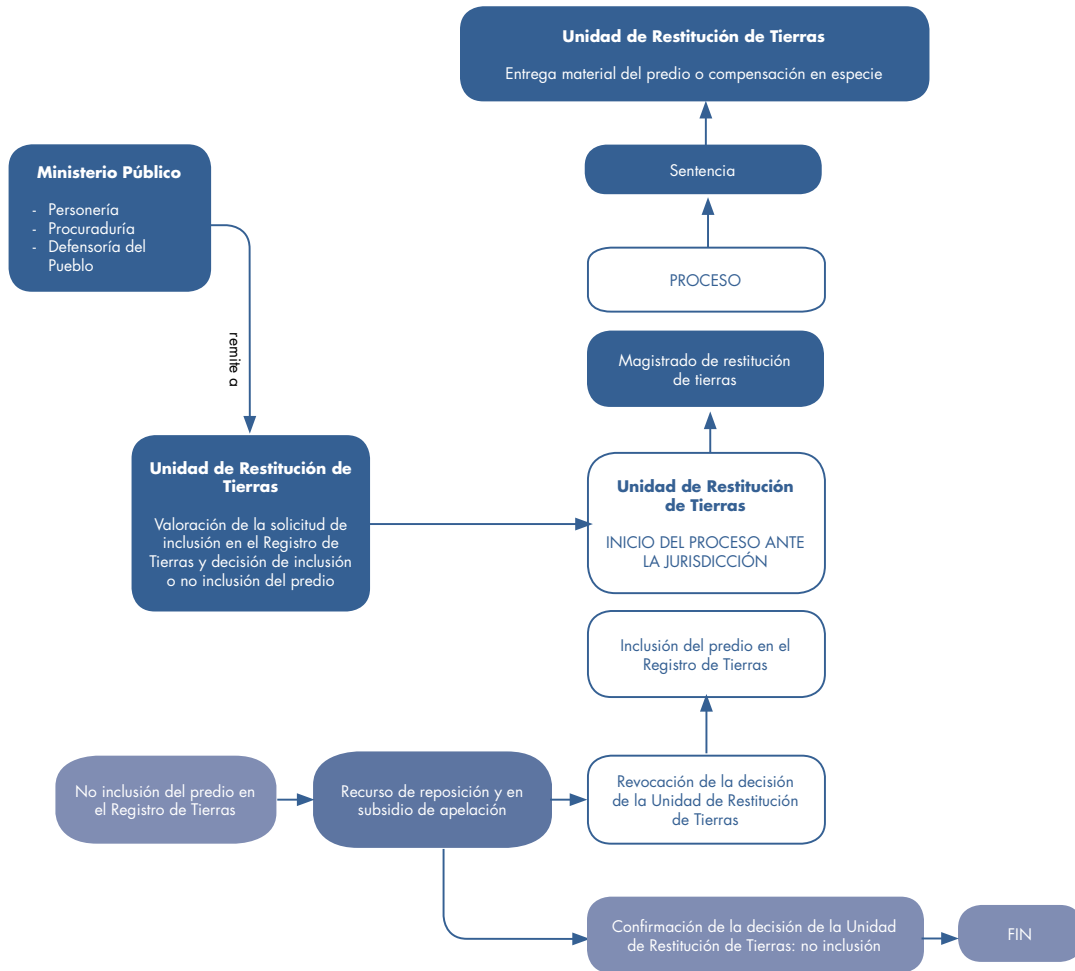 Unidad de Restitución de Tierras
Entrega material del predio o compensación en especie
Ministerio Público
- Personería
- Procuraduría
- Defensoría del
Pueblo
Sentencia
PROCESO
remite a
Magistrado de restitución
de tierras
Unidad de Restitución de
Tierras
Valoración de la solicitud de
inclusión en el Registro de
Tierras y decisión de inclusión
o no inclusión del predio
Unidad de Restitución
de Tierras
INICIO DEL PROCESO ANTE
LA JURISDICCIÓN
Inclusión del predio en el
Registro de Tierras
No inclusión del predio en
el Registro de Tierras
Recurso de reposición y en
subsidio de apelación
Revocación de la decisión
de la Unidad de Restitución
de Tierras
Confirmación de la decisión de la Unidad
de Restitución de Tierras: no inclusión
FIN